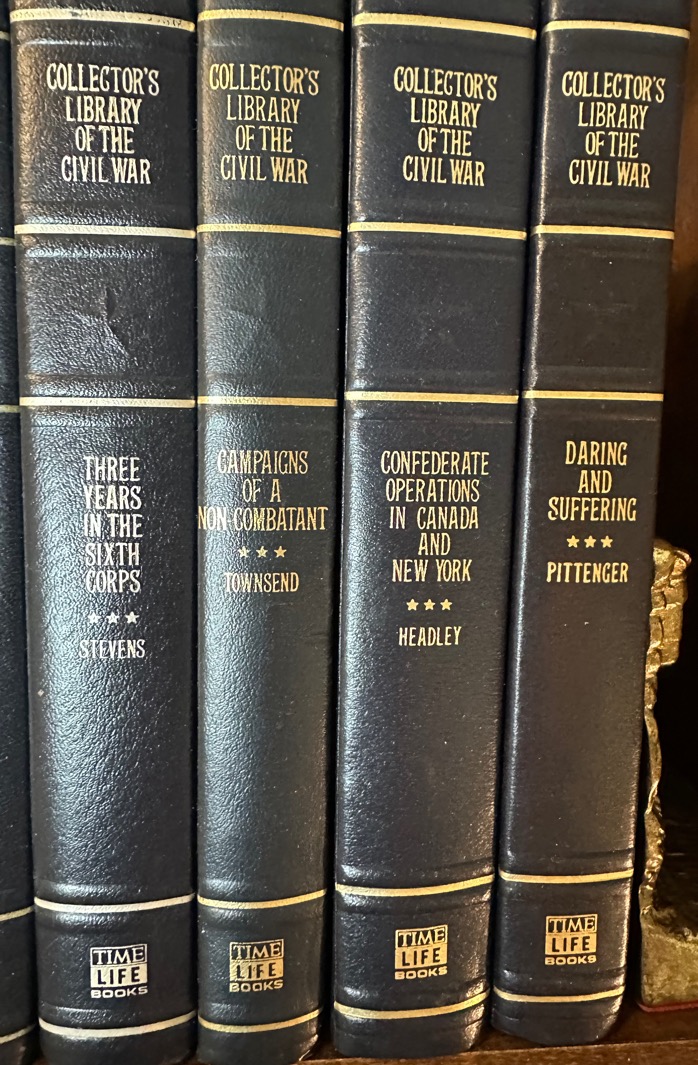 COLLECTOR'S
LIBRARY
OF THE
CIVIL WAR
THREE
YEARS
IN THE
SIXTH
CORPS
STEVENS
TIME
LIFE
BOOKS
COLLECTOR'S
LIBRARY
OF THE
CIVIL WAR
CAMPAIGNS
OF A
NON-COMBATANT
TOWNSEND
TIME
LIFE
BOOKS
COLLECTOR'S
LIBRARY
OF THE
CIVIL WAR
CONFEDERATE
OPERATIONS
IN CANADA
AND
NEW YORK
HEADLEY
TIME
LIFE
BOOKS
COLLECTOR'S
LIBRARY
OF THE
CIVIL WAR
DARING
AND
SUFFERING
PITTENGER
TIME
LIFE
BOOKS